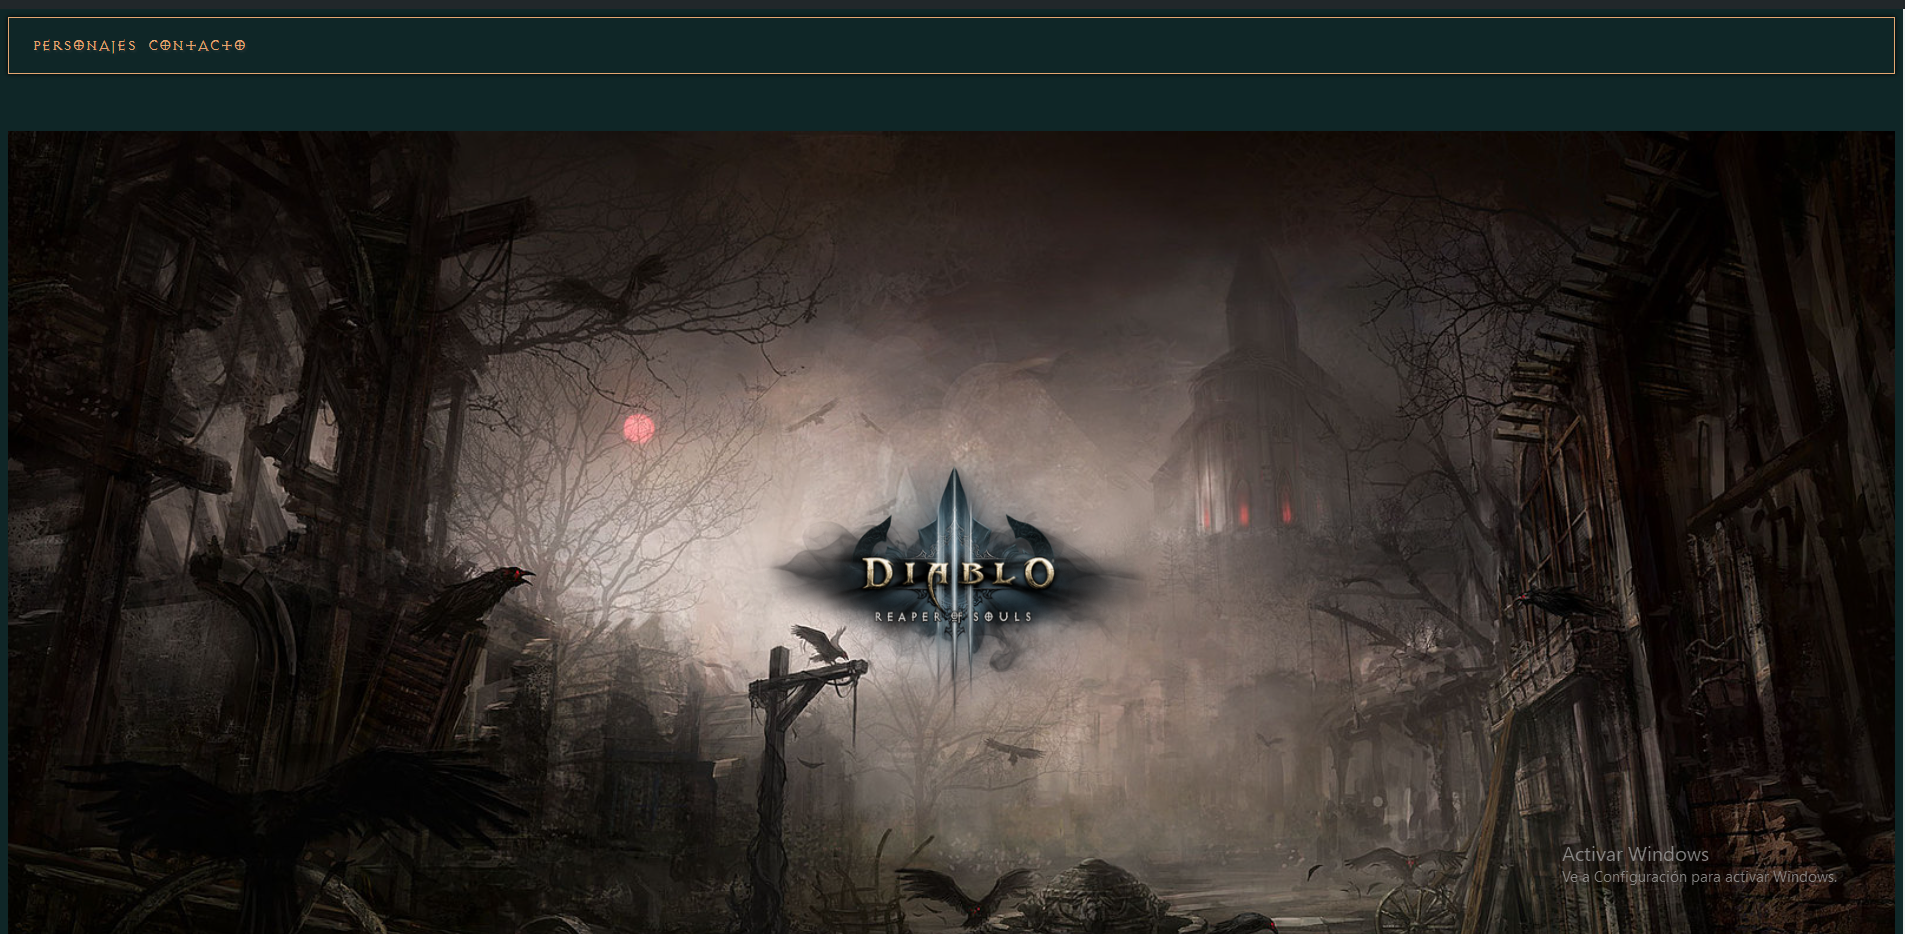 PERSONAJES CONTACTO
DIABLO
REAPER OF SOULS
Activar Windows
Ve a Configuración para activar Windows.